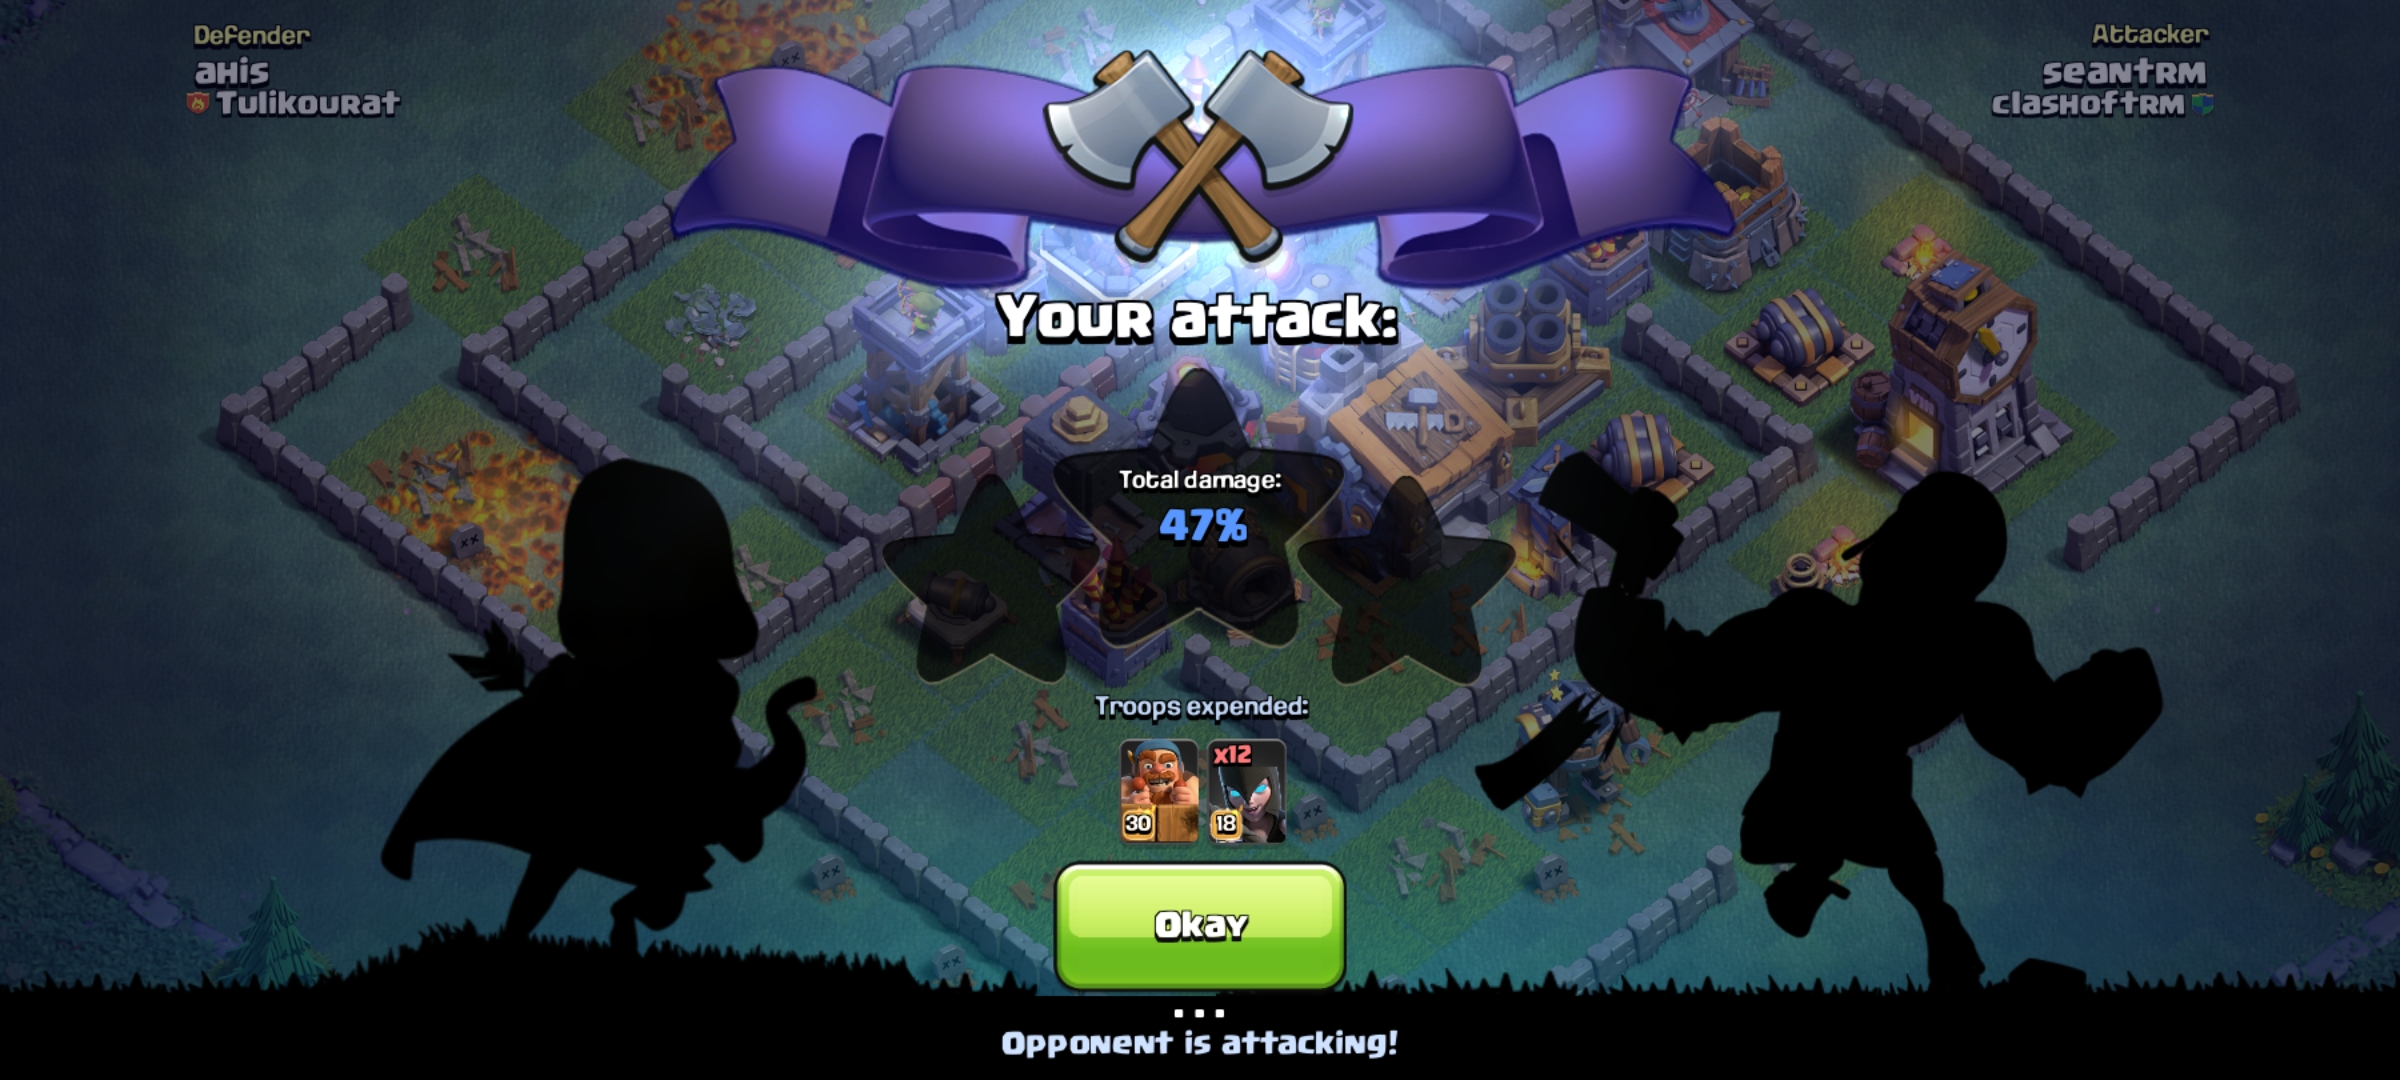 Defender
aHis
Tulikourat
Attacker
seantRM
clashoftRM
Your attack:
Total damage:
47%
Troops expended:
x12
30
18
Okay
Opponent is attacking!